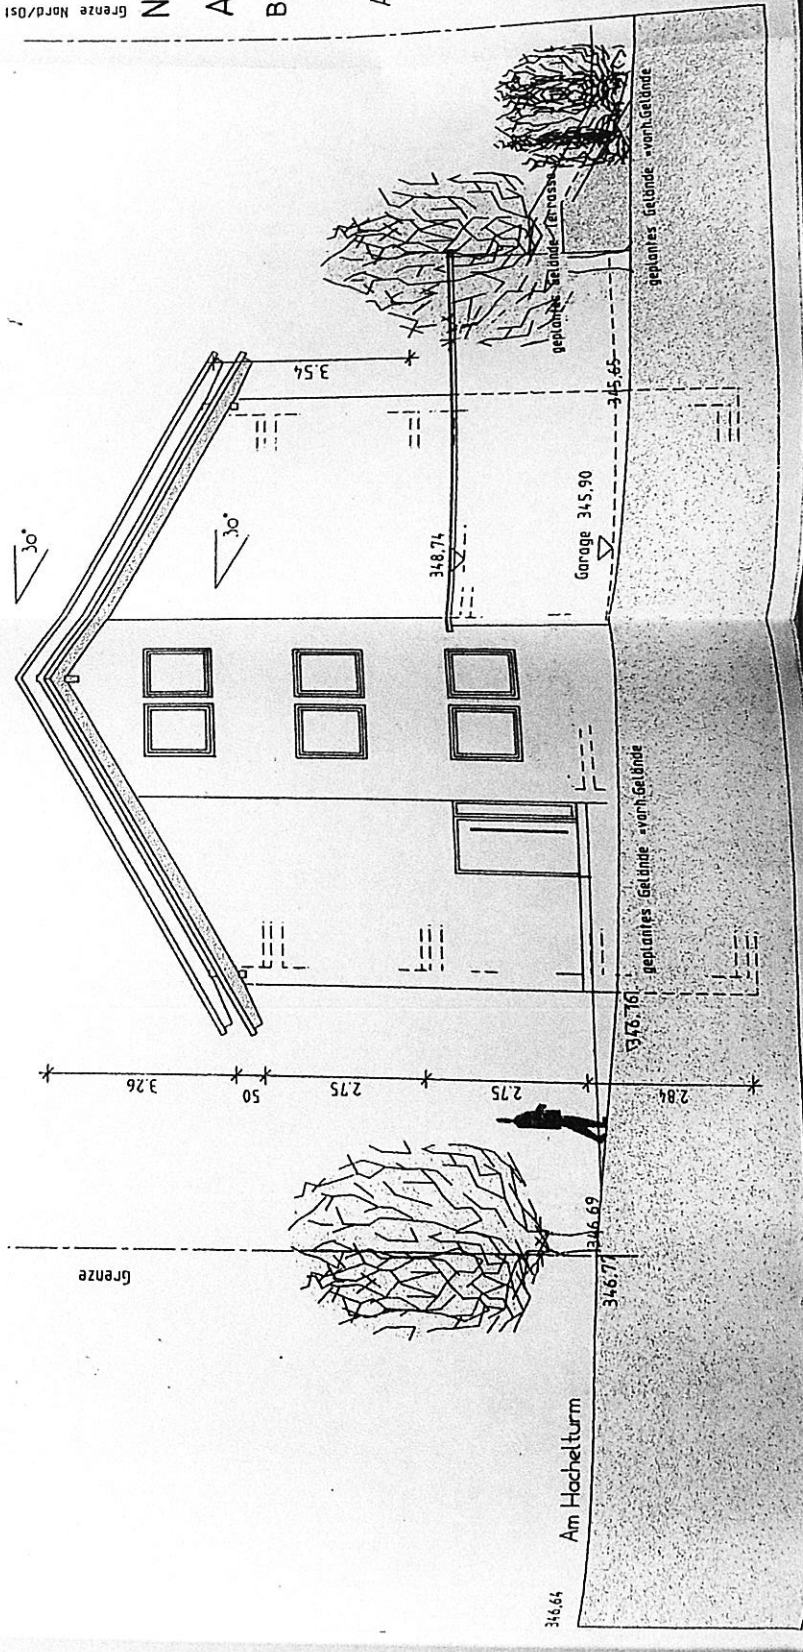 Grenze Nord/Ost
N
A
B
A
30°
30°
3.54
geplantes Gelände Terrasse
geplantes Gelände =vorh.Gelände
345,65
348,74
Garage 345,90
geplantes Gelände =vorh.Gelände
346,16
3.26
50
2.75
2.75
2.84
Grenze
346,69
346,77
Am Hachelturm
346,64